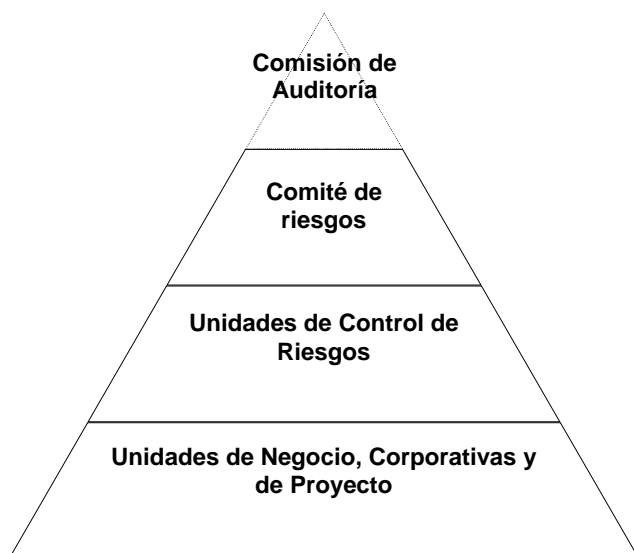 Comisión de
Auditoría
Comité de
riesgos
Unidades de Control de
Riesgos
Unidades de Negocio, Corporativas y
de Proyecto